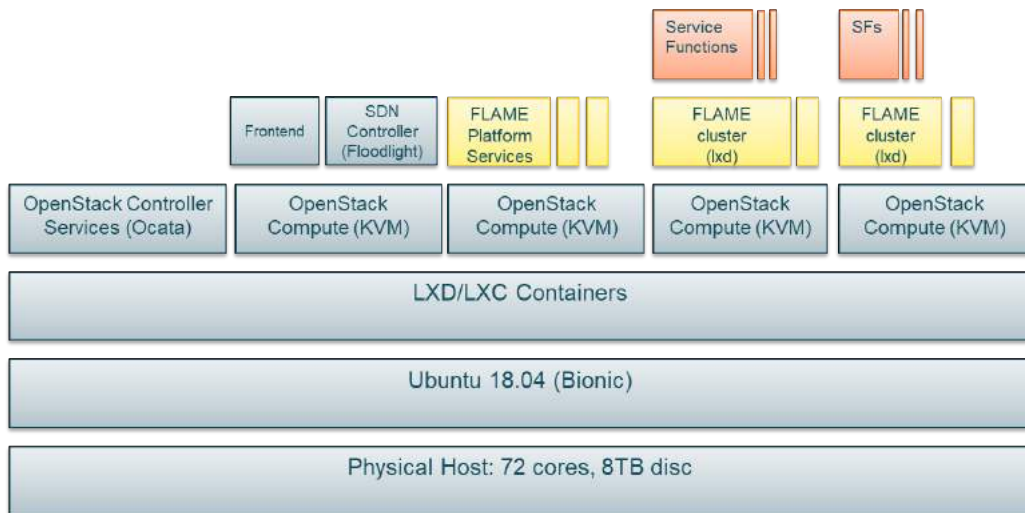 Service
Functions
SFs
Frontend
SDN
Controller
(Floodlight)
FLAME
Platform
Services
FLAME
cluster
(lxd)
FLAME
cluster
(lxd)
OpenStack Controller
Services (Ocata)
OpenStack
Compute (KVM)
OpenStack
Compute (KVM)
OpenStack
Compute (KVM)
OpenStack
Compute (KVM)
LXD/LXC Containers
Ubuntu 18.04 (Bionic)
Physical Host: 72 cores, 8TB disc